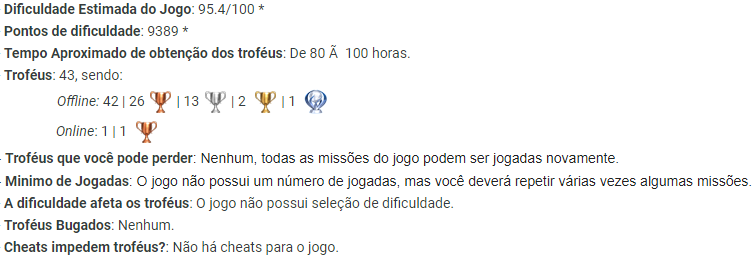 - Dificuldade Estimada do Jogo: 95.4/100 *
- Pontos de dificuldade: 9389 *
- Tempo Aproximado de obtenção dos troféus: De 80 Ã  100 horas.
- Troféus: 43, sendo:
Offline: 42 | 26 | 13 | 2 | 1
Online: 1 | 1
- Troféus que você pode perder: Nenhum, todas as missões do jogo podem ser jogadas novamente.
- Minimo de Jogadas: O jogo não possui um número de jogadas, mas você deverá repetir várias vezes algumas missões.
- A dificuldade afeta os troféus: O jogo não possui seleção de dificuldade.
- Troféus Bugados: Nenhum.
- Cheats impedem troféus?: Não há cheats para o jogo.